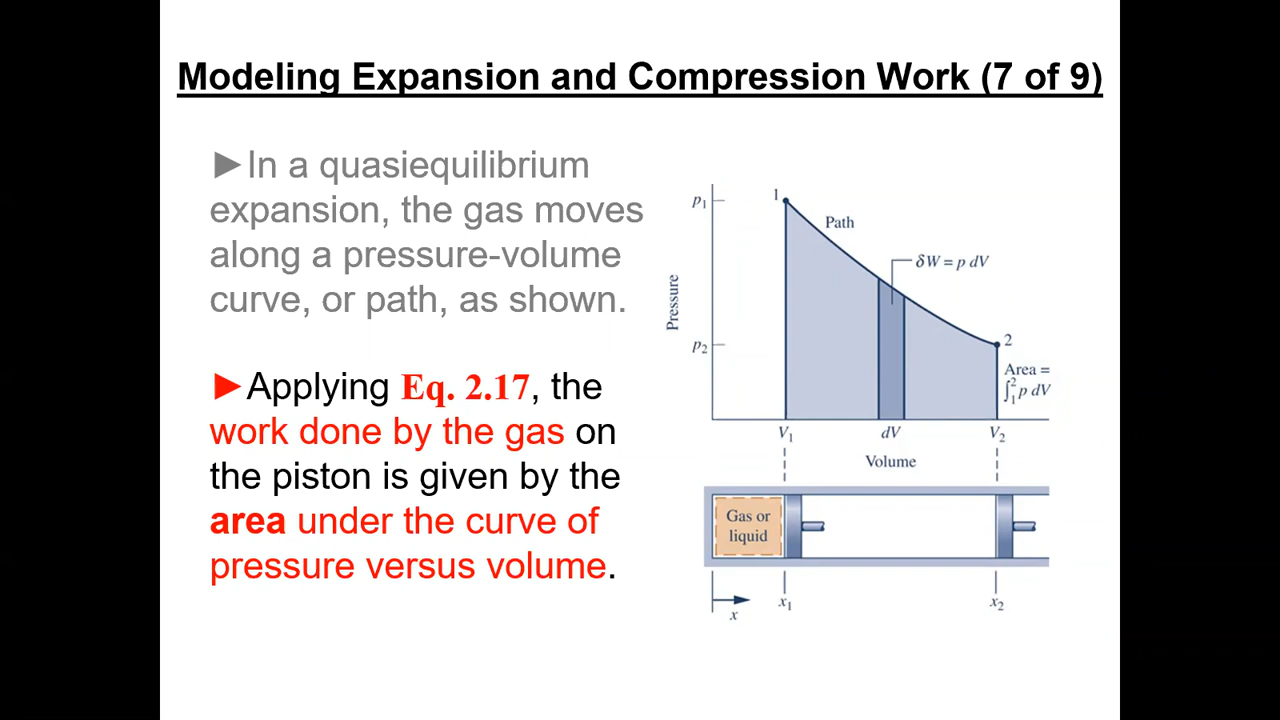 Modeling Expansion and Compression Work (7 of 9)
►In a quasiequilibrium
expansion, the gas moves
along a pressure-volume
curve, or path, as shown.
►Applying Eq. 2.17, the
work done by the gas on
the piston is given by the
area under the curve of
pressure versus volume.
p₁
1
Path
δW = p dV
Pressure
p₂
2
Area =
∫₁² p dV
V₁
dV
V₂
Volume
Gas or
liquid
x₁
x₂
x